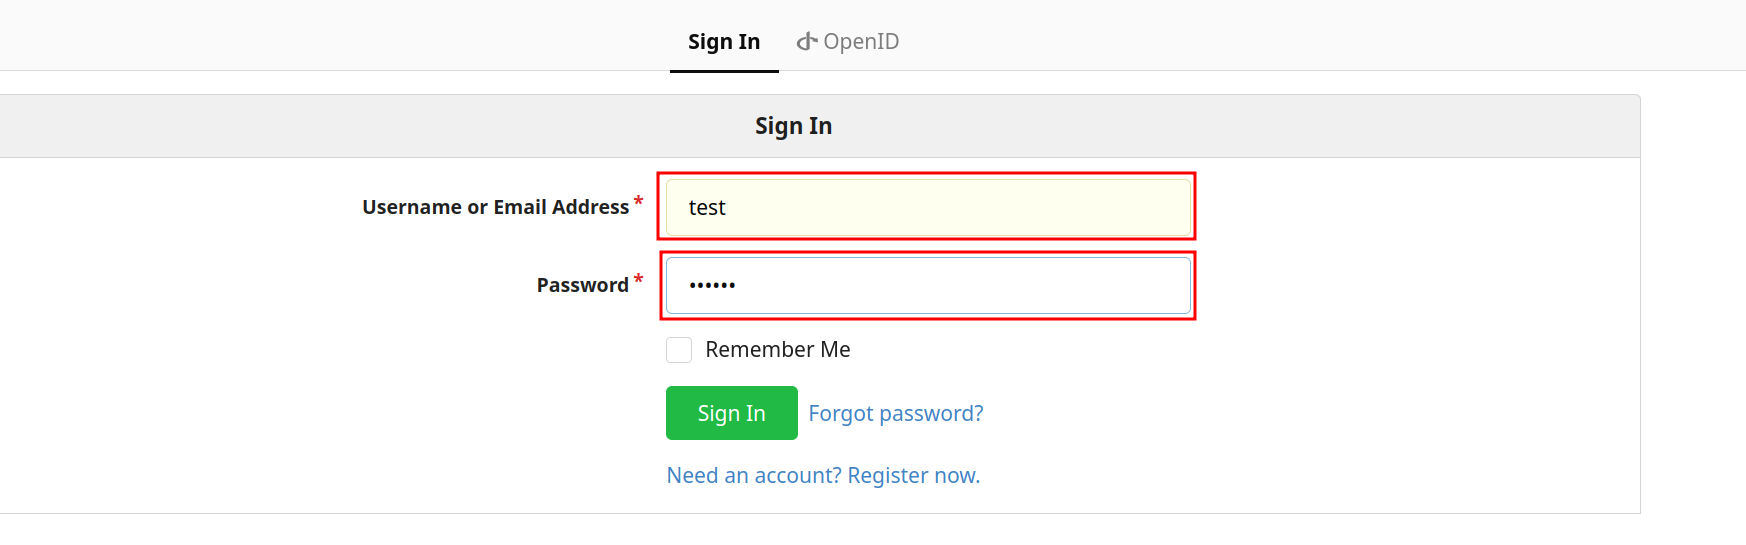 Sign In OpenID
Sign In
Username or Email Address *
test
Password *
••••••
Remember Me
Sign In Forgot password?
Need an account? Register now.